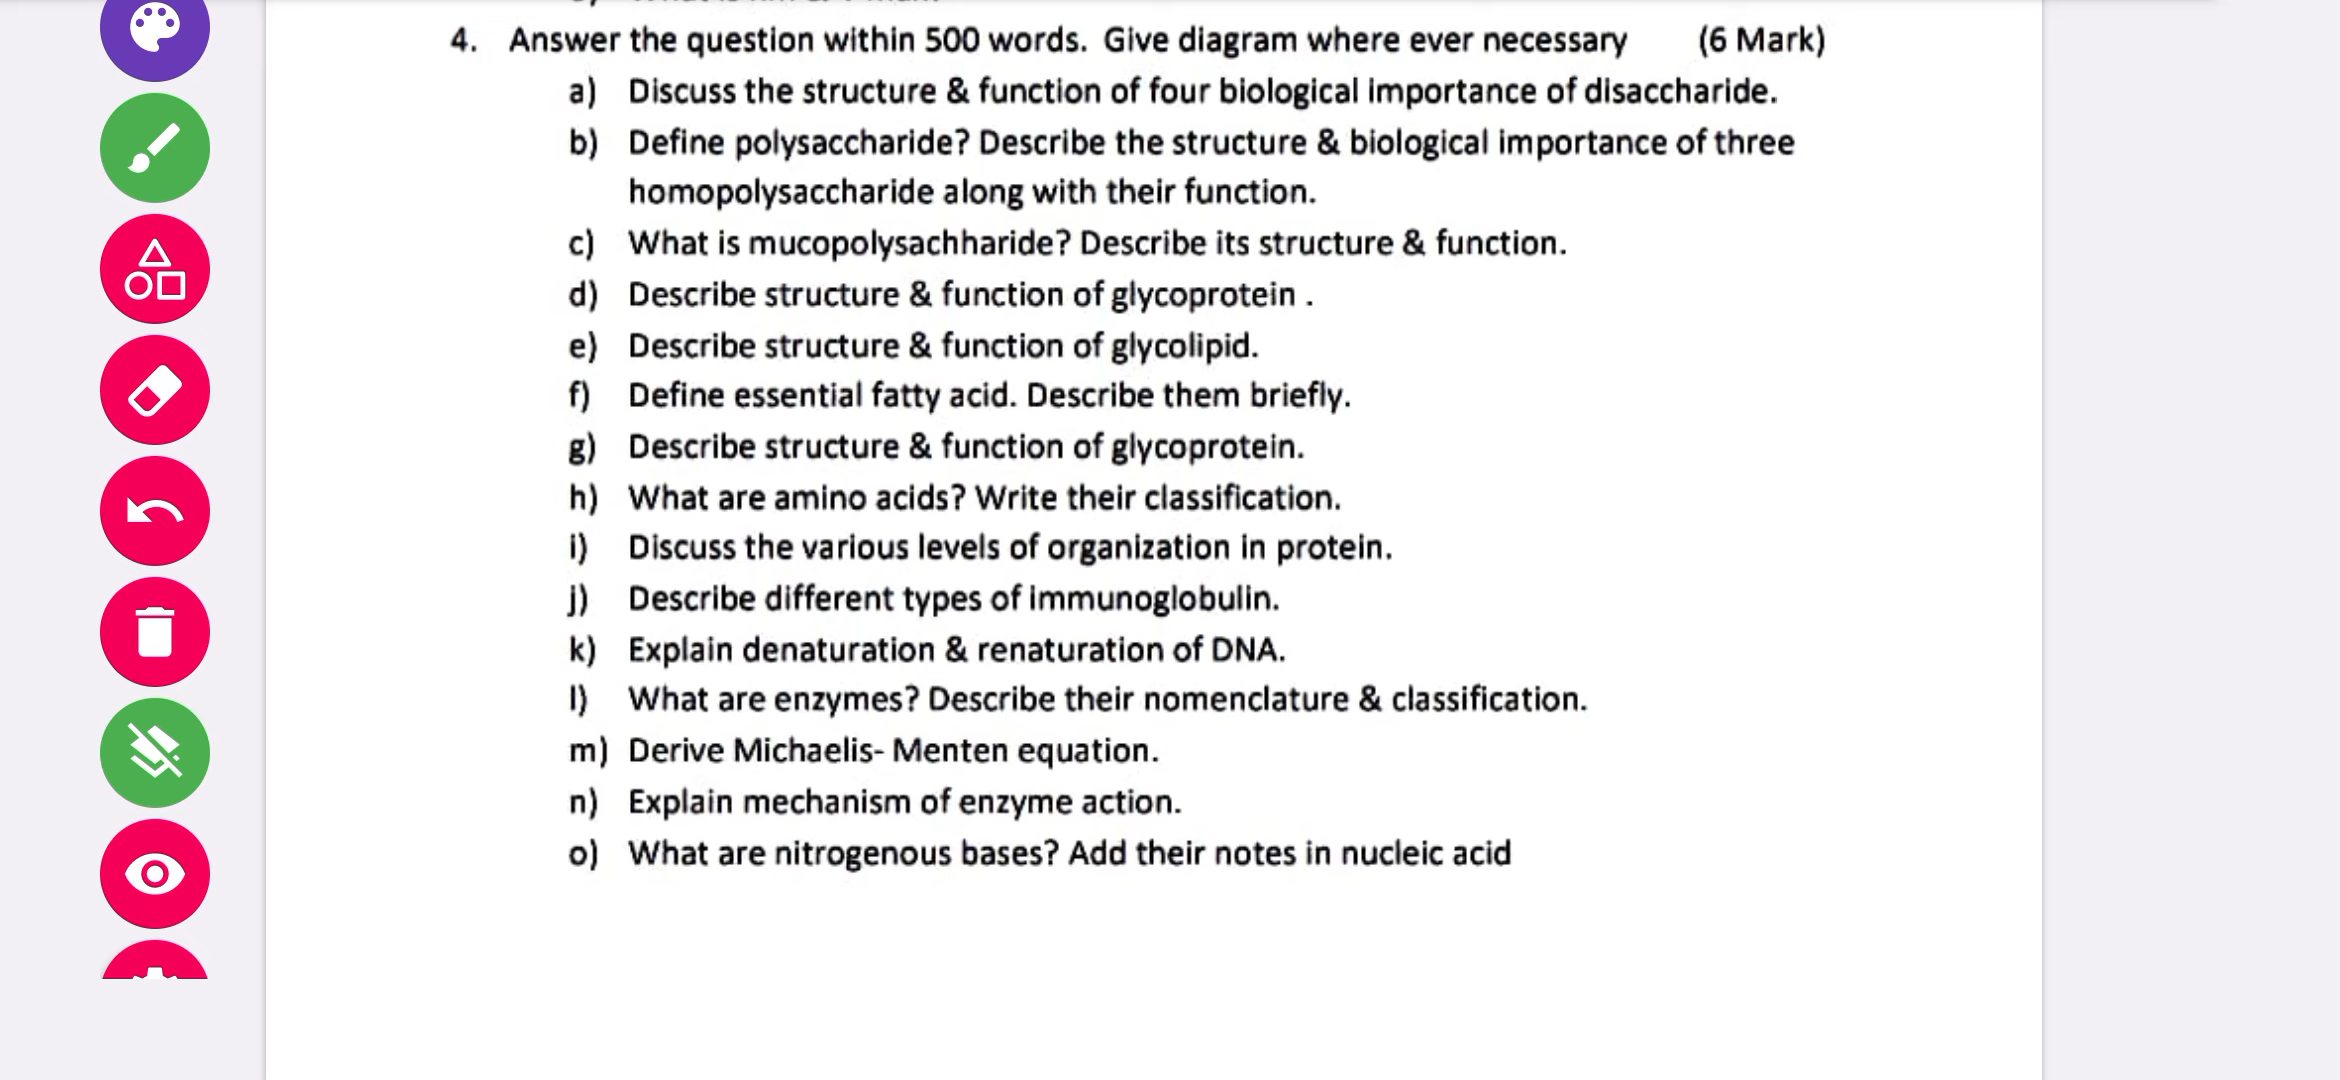 4. Answer the question within 500 words. Give diagram where ever necessary (6 Mark)
a) Discuss the structure & function of four biological importance of disaccharide.
b) Define polysaccharide? Describe the structure & biological importance of three
homopolysaccharide along with their function.
c) What is mucopolysachharide? Describe its structure & function.
d) Describe structure & function of glycoprotein .
e) Describe structure & function of glycolipid.
f) Define essential fatty acid. Describe them briefly.
g) Describe structure & function of glycoprotein.
h) What are amino acids? Write their classification.
i) Discuss the various levels of organization in protein.
j) Describe different types of immunoglobulin.
k) Explain denaturation & renaturation of DNA.
l) What are enzymes? Describe their nomenclature & classification.
m) Derive Michaelis- Menten equation.
n) Explain mechanism of enzyme action.
o) What are nitrogenous bases? Add their notes in nucleic acid